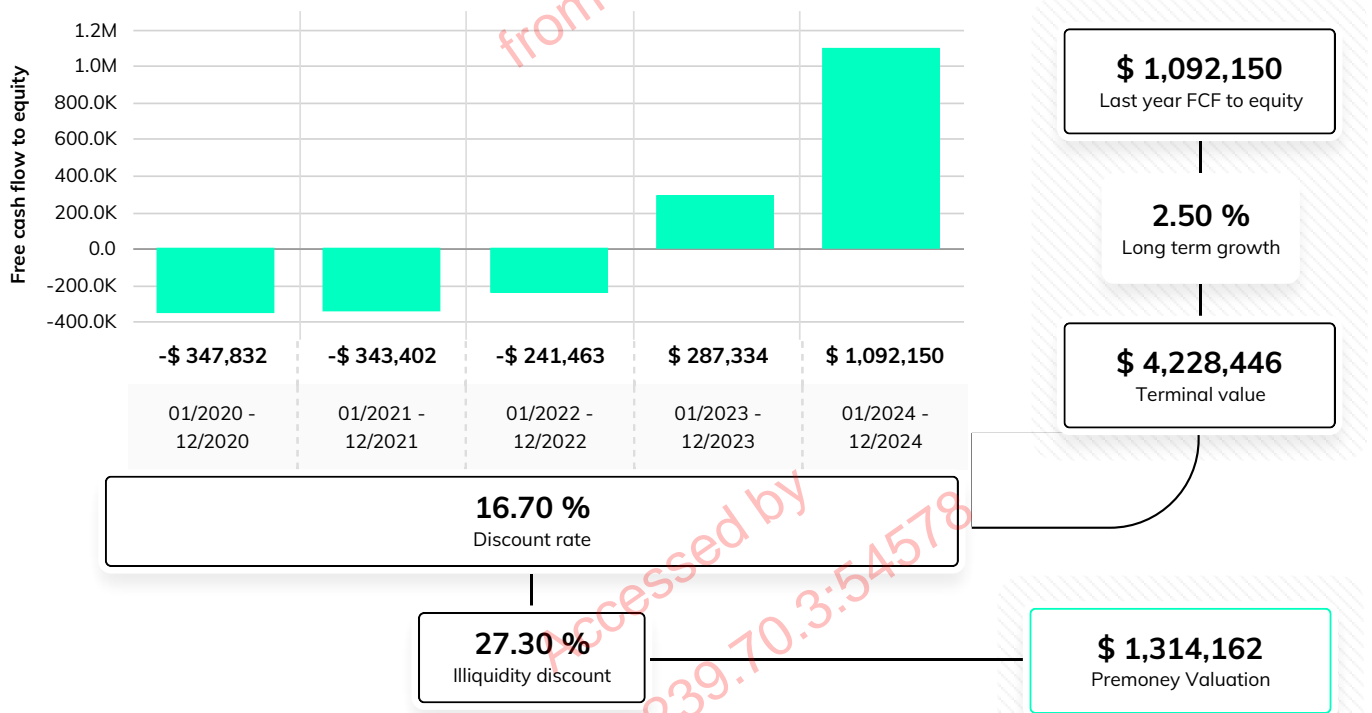 1.2M
1.0M
800.0K
600.0K
400.0K
200.0K
0.0
-200.0K
-400.0K
Free cash flow to equity
-$ 347,832
-$ 343,402
-$ 241,463
$ 287,334
$ 1,092,150
01/2020 -
12/2020
01/2021 -
12/2021
01/2022 -
12/2022
01/2023 -
12/2023
01/2024 -
12/2024
16.70 %
Discount rate
27.30 %
Illiquidity discount
$ 1,092,150
Last year FCF to equity
2.50 %
Long term growth
$ 4,228,446
Terminal value
$ 1,314,162
Premoney Valuation
from
Accessed by
239.70.3:54578